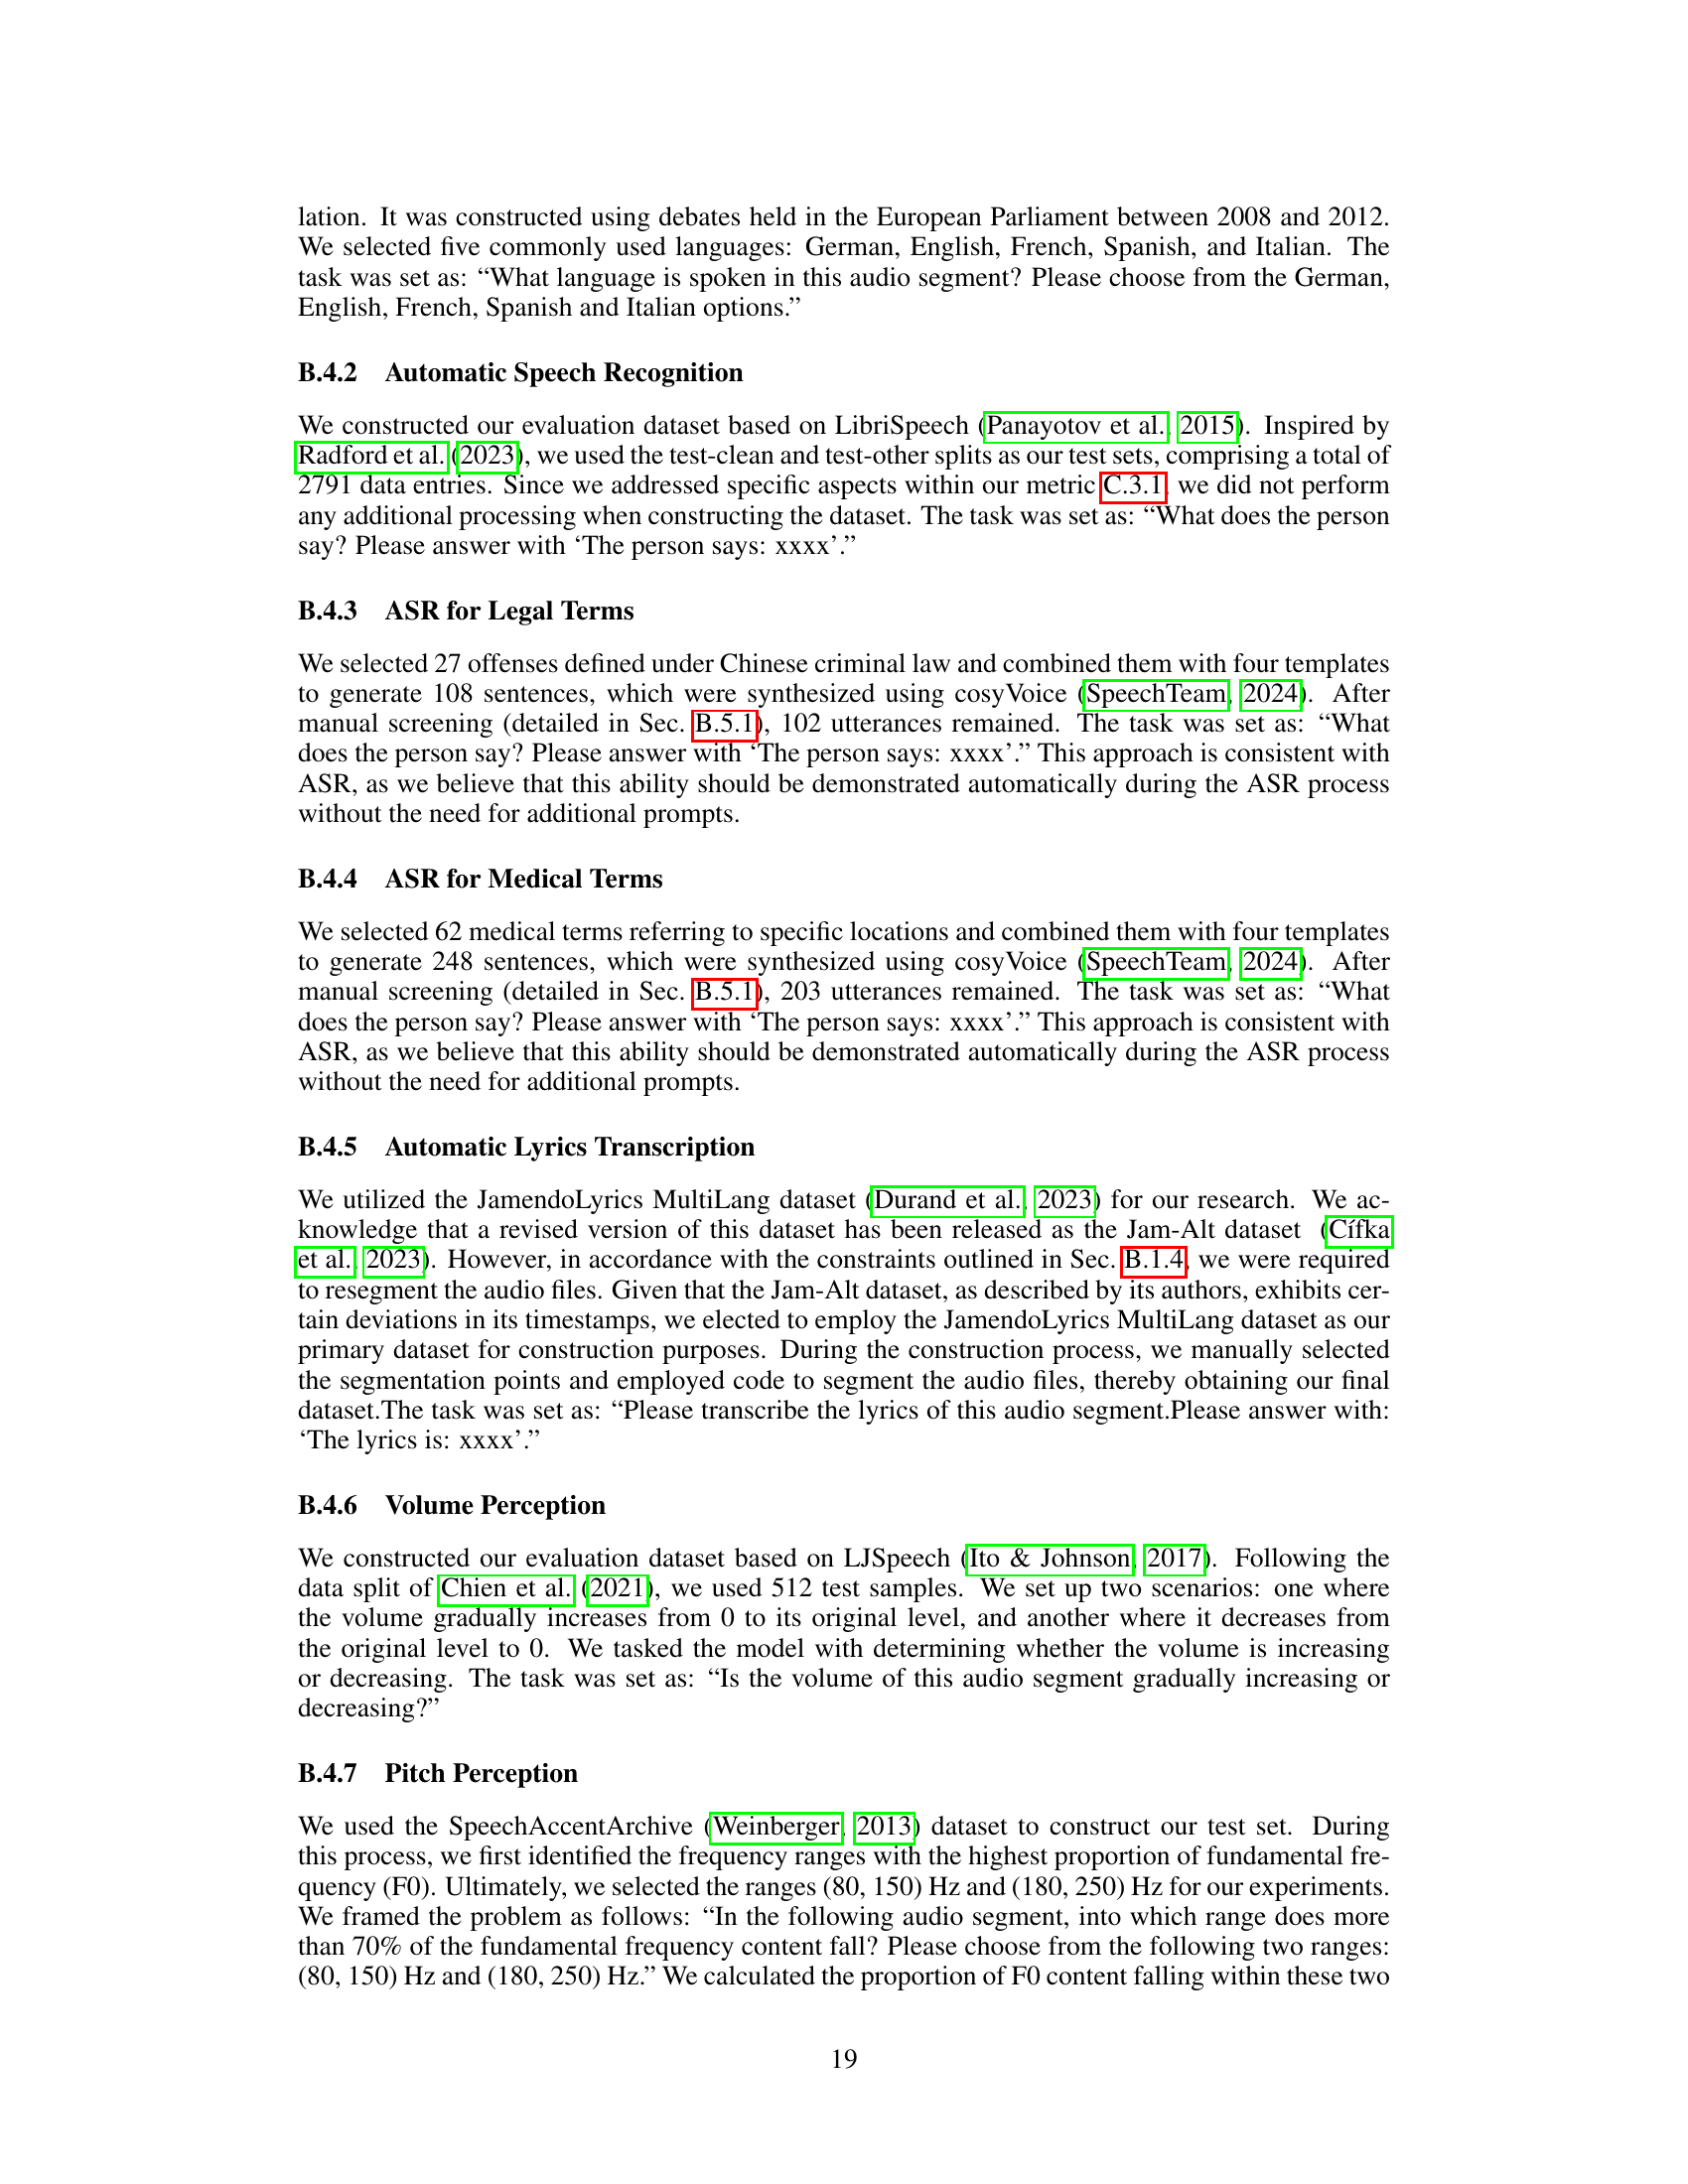 lation. It was constructed using debates held in the European Parliament between 2008 and 2012.
We selected five commonly used languages: German, English, French, Spanish, and Italian. The
task was set as: “What language is spoken in this audio segment? Please choose from the German,
English, French, Spanish and Italian options.”
B.4.2 Automatic Speech Recognition
We constructed our evaluation dataset based on LibriSpeech (Panayotov et al., 2015). Inspired by
Radford et al. (2023), we used the test-clean and test-other splits as our test sets, comprising a total of
2791 data entries. Since we addressed specific aspects within our metric C.3.1, we did not perform
any additional processing when constructing the dataset. The task was set as: “What does the person
say? Please answer with ‘The person says: xxxx’.”
B.4.3 ASR for Legal Terms
We selected 27 offenses defined under Chinese criminal law and combined them with four templates
to generate 108 sentences, which were synthesized using cosyVoice (SpeechTeam, 2024). After
manual screening (detailed in Sec. B.5.1), 102 utterances remained. The task was set as: “What
does the person say? Please answer with ‘The person says: xxxx’.” This approach is consistent with
ASR, as we believe that this ability should be demonstrated automatically during the ASR process
without the need for additional prompts.
B.4.4 ASR for Medical Terms
We selected 62 medical terms referring to specific locations and combined them with four templates
to generate 248 sentences, which were synthesized using cosyVoice (SpeechTeam, 2024). After
manual screening (detailed in Sec. B.5.1), 203 utterances remained. The task was set as: “What
does the person say? Please answer with ‘The person says: xxxx’.” This approach is consistent with
ASR, as we believe that this ability should be demonstrated automatically during the ASR process
without the need for additional prompts.
B.4.5 Automatic Lyrics Transcription
We utilized the JamendoLyrics MultiLang dataset (Durand et al., 2023) for our research. We ac-
knowledge that a revised version of this dataset has been released as the Jam-Alt dataset (Cífka
et al., 2023). However, in accordance with the constraints outlined in Sec. B.1.4, we were required
to resegment the audio files. Given that the Jam-Alt dataset, as described by its authors, exhibits cer-
tain deviations in its timestamps, we elected to employ the JamendoLyrics MultiLang dataset as our
primary dataset for construction purposes. During the construction process, we manually selected
the segmentation points and employed code to segment the audio files, thereby obtaining our final
dataset.The task was set as: “Please transcribe the lyrics of this audio segment.Please answer with:
‘The lyrics is: xxxx’.”
B.4.6 Volume Perception
We constructed our evaluation dataset based on LJSpeech (Ito & Johnson, 2017). Following the
data split of Chien et al. (2021), we used 512 test samples. We set up two scenarios: one where
the volume gradually increases from 0 to its original level, and another where it decreases from
the original level to 0. We tasked the model with determining whether the volume is increasing
or decreasing. The task was set as: “Is the volume of this audio segment gradually increasing or
decreasing?”
B.4.7 Pitch Perception
We used the SpeechAccentArchive (Weinberger, 2013) dataset to construct our test set. During
this process, we first identified the frequency ranges with the highest proportion of fundamental fre-
quency (F0). Ultimately, we selected the ranges (80, 150) Hz and (180, 250) Hz for our experiments.
We framed the problem as follows: “In the following audio segment, into which range does more
than 70% of the fundamental frequency content fall? Please choose from the following two ranges:
(80, 150) Hz and (180, 250) Hz.” We calculated the proportion of F0 content falling within these two
19